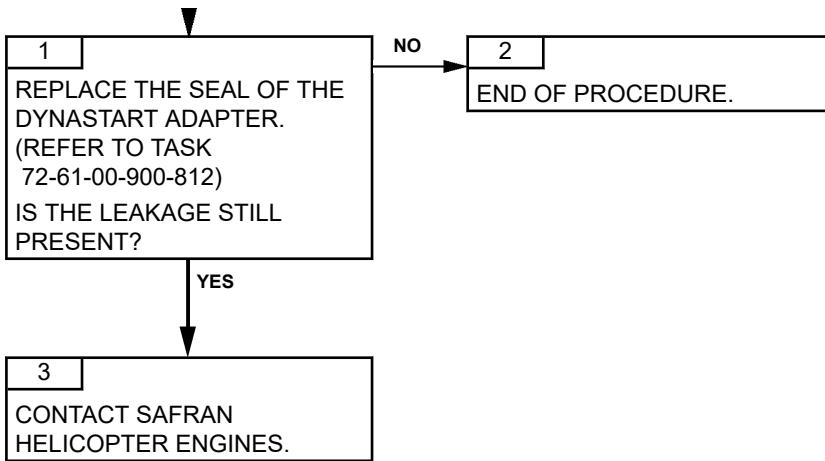 1
REPLACE THE SEAL OF THE
DYNASTART ADAPTER.
(REFER TO TASK
72-61-00-900-812)
IS THE LEAKAGE STILL
PRESENT?
NO
2
END OF PROCEDURE.
YES
3
CONTACT SAFRAN
HELICOPTER ENGINES.